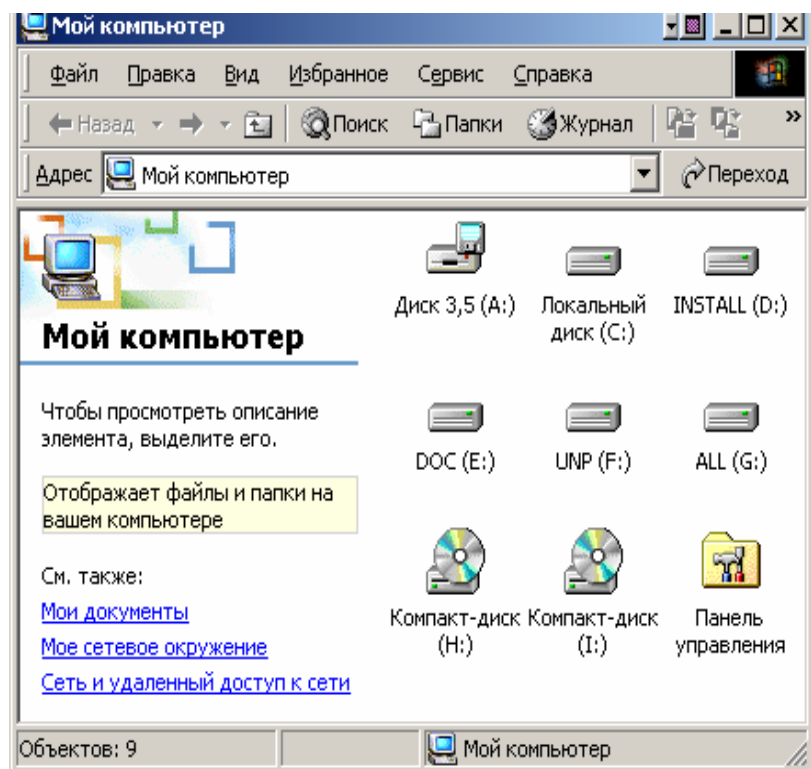 Мой компьютер
Файл Правка Вид Избранное Сервис Справка
Назад Поиск Папки Журнал »
Адрес Мой компьютер Переход
Мой компьютер
Чтобы просмотреть описание
элемента, выделите его.
Отображает файлы и папки на
вашем компьютере
См. также:
Мои документы
Мое сетевое окружение
Сеть и удаленный доступ к сети
Диск 3,5 (A:)
Локальный
диск (C:)
INSTALL (D:)
DOC (E:)
UNP (F:)
ALL (G:)
Компакт-диск
(H:)
Компакт-диск
(I:)
Панель
управления
Объектов: 9
Мой компьютер